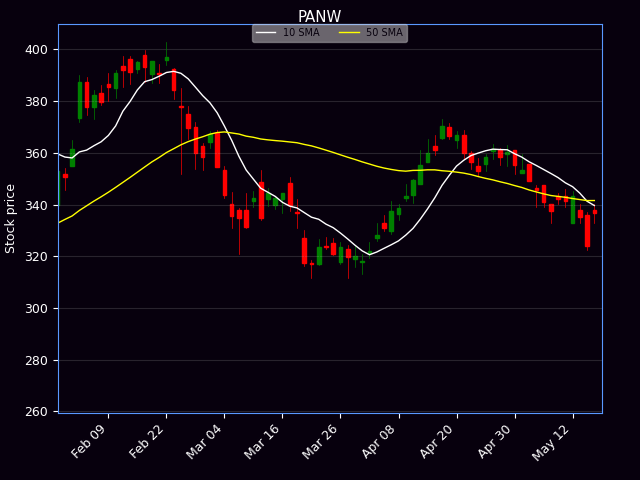 PANW
10 SMA
50 SMA
400
380
360
340
320
300
280
260
Stock price
Feb 09
Feb 22
Mar 04
Mar 16
Mar 26
Apr 08
Apr 20
Apr 30
May 12